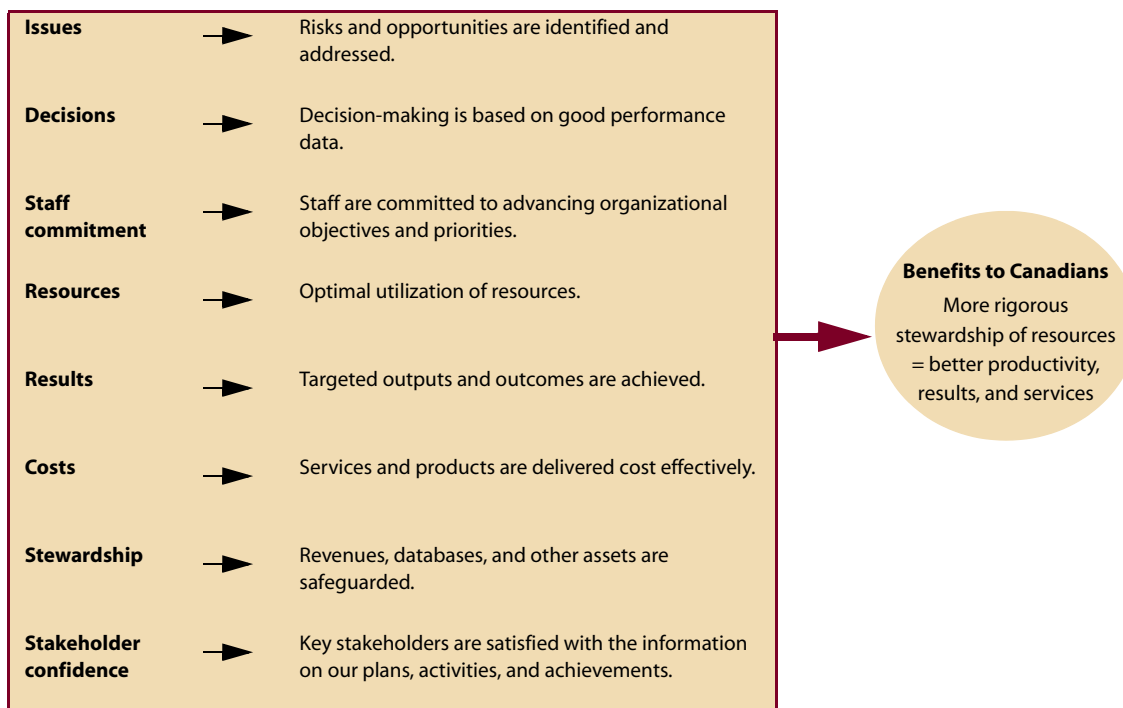 Issues
Risks and opportunities are identified and
addressed.
Decisions
Decision-making is based on good performance
data.
Staff
commitment
Staff are committed to advancing organizational
objectives and priorities.
Resources
Optimal utilization of resources.
Results
Targeted outputs and outcomes are achieved.
Costs
Services and products are delivered cost effectively.
Stewardship
Revenues, databases, and other assets are
safeguarded.
Stakeholder
confidence
Key stakeholders are satisfied with the information
on our plans, activities, and achievements.
Benefits to Canadians
More rigorous
stewardship of resources
= better productivity,
results, and services